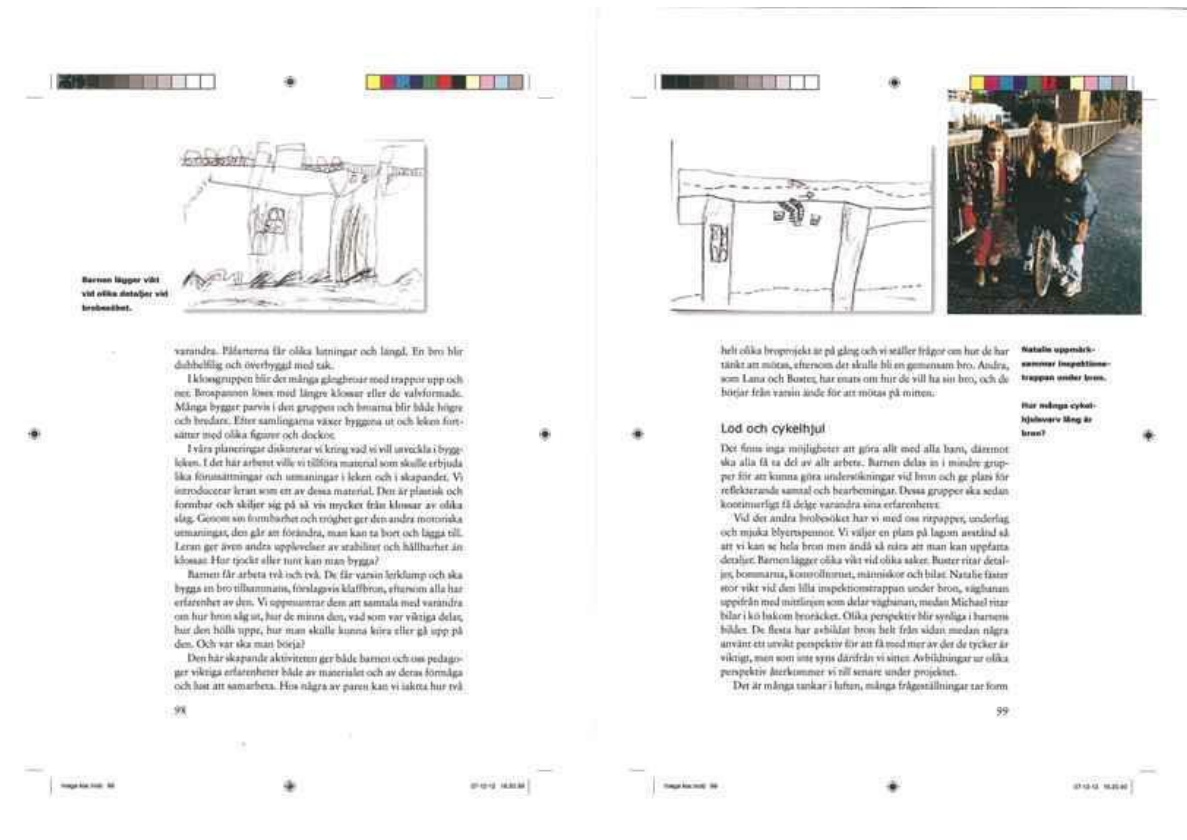 Barnen lägger vikt
vid olika detaljer vid
brobesöket.
varandra. Påfarterna får olika lutningar och längd. En bro blir
dubbelfilig och överbyggd med tak.
I klossgruppen blir det många gångbroar med trappor upp och
ner. Brospannen löses med längre klossar eller de valvformade.
Många bygger parvis i den gruppen och broarna blir både högre
och bredare. Efter samlingarna växer byggena ut och leken fort-
sätter med olika figurer och dockor.
I våra planeringar diskuterar vi kring vad vi vill utveckla i bygg-
leken. I det här arbetet ville vi tillföra material som skulle erbjuda
lika förutsättningar och utmaningar i leken och i skapandet. Vi
introducerar leran som ett av dessa material. Den är plastisk och
formbar och skiljer sig på så vis mycket från klossar av olika
slag. Genom sin formbarhet och tröghet ger den andra motoriska
utmaningar, den går att förändra, man kan ta bort och lägga till.
Leran ger även andra upplevelser av stabilitet och hållbarhet än
klossar. Hur tjockt eller tunt kan man bygga?
Barnen får arbeta två och två. De får varsin lerklump och ska
bygga en bro tillsammans, förslagsvis klaffbron, eftersom alla har
erfarenhet av den. Vi uppmuntrar dem att samtala med varandra
om hur bron såg ut, hur de minns den, vad som var viktiga delar,
hur den hölls uppe, hur man skulle kunna köra eller gå upp på
den. Och var ska man börja?
Den här skapande aktiviteten ger både barnen och oss pedago-
ger viktiga erfarenheter både av materialet och av deras förmåga
och lust att samarbeta. Hos några av paren kan vi iaktta hur två
98
helt olika broprojekt är på gång och vi ställer frågor om hur de har
tänkt att mötas, eftersom det skulle bli en gemensam bro. Andra,
som Lana och Buster, har enats om hur de vill ha sin bro, och de
börjar från varsin ände för att mötas på mitten.
Natalie uppmärk-
sammar inspektions-
trappan under bron.
Hur många cykel-
hjulsvarv lång är
bron?
Lod och cykelhjul
Det finns inga möjligheter att göra allt med alla barn, däremot
ska alla få ta del av allt arbete. Barnen delas in i mindre grup-
per för att kunna göra undersökningar vid bron och ge plats för
reflekterande samtal och bearbetningar. Dessa grupper ska sedan
kontinuerligt få delge varandra sina erfarenheter.
Vid det andra brobesöket har vi med oss ritpapper, underlag
och mjuka blyertspennor. Vi väljer en plats på lagom avstånd så
att vi kan se hela bron men ändå så nära att man kan uppfatta
detaljer. Barnen lägger olika vikt vid olika saker. Buster ritar detal-
jer, bommarna, kontrolltornet, människor och bilar. Natalie fäster
stor vikt vid den lilla inspektionstrappan under bron, vägbanan
uppifrån med mittlinjen som delar vägbanan, medan Michael ritar
bilar i kö bakom broräcket. Olika perspektiv blir synliga i barnens
bilder. De flesta har avbildat bron helt från sidan medan några
använt ett utvikt perspektiv för att få med mer av det de tycker är
viktigt, men som inte syns därifrån vi sitter. Avbildningar ur olika
perspektiv återkommer vi till senare under projektet.
Det är många tankar i luften, många frågeställningar tar form
99